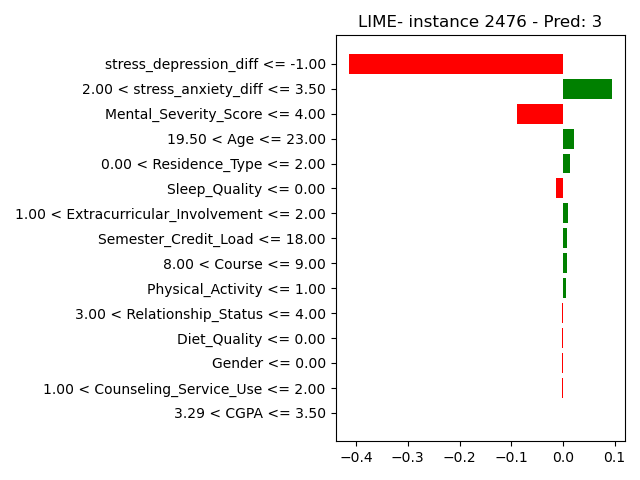 LIME- instance 2476 - Pred: 3
stress_depression_diff <= -1.00
2.00 < stress_anxiety_diff <= 3.50
Mental_Severity_Score <= 4.00
19.50 < Age <= 23.00
0.00 < Residence_Type <= 2.00
Sleep_Quality <= 0.00
1.00 < Extracurricular_Involvement <= 2.00
Semester_Credit_Load <= 18.00
8.00 < Course <= 9.00
Physical_Activity <= 1.00
3.00 < Relationship_Status <= 4.00
Diet_Quality <= 0.00
Gender <= 0.00
1.00 < Counseling_Service_Use <= 2.00
3.29 < CGPA <= 3.50
−0.4 −0.3 −0.2 −0.1 0.0 0.1